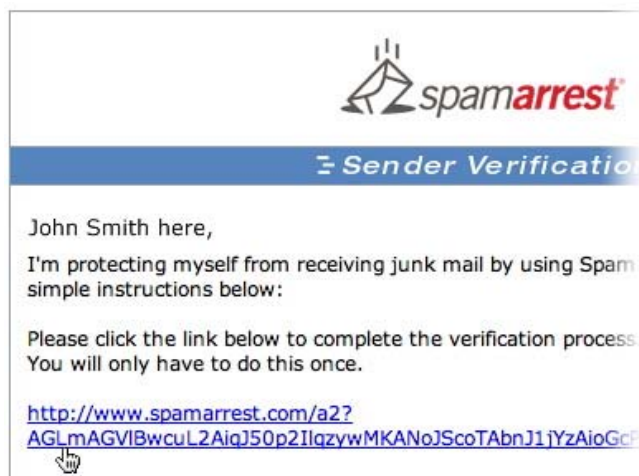 spamarrest
Sender Verification
John Smith here,
I'm protecting myself from receiving junk mail by using Spam
simple instructions below:
Please click the link below to complete the verification process
You will only have to do this once.
http://www.spamarrest.com/a2?